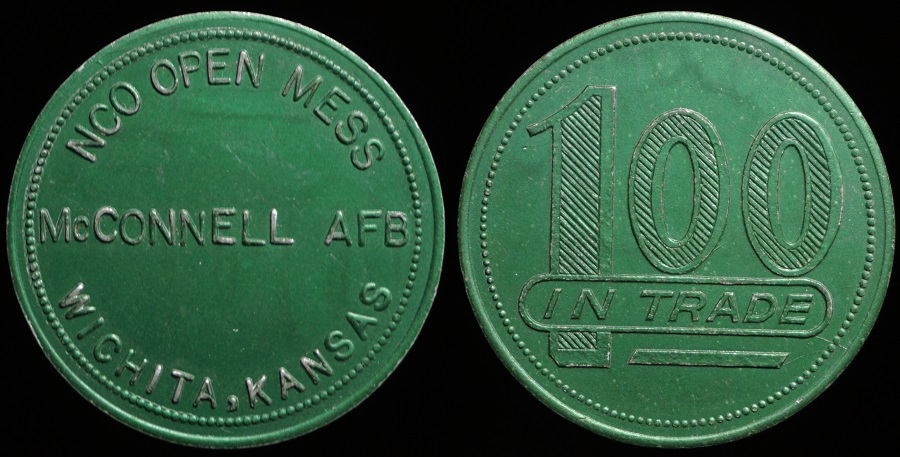 NCO OPEN MESS
McCONNELL AFB
WICHITA, KANSAS
100
IN TRADE